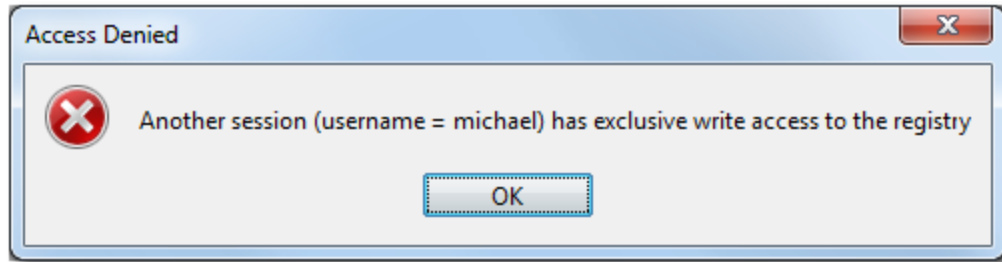 Access Denied
Another session (username = michael) has exclusive write access to the registry
OK